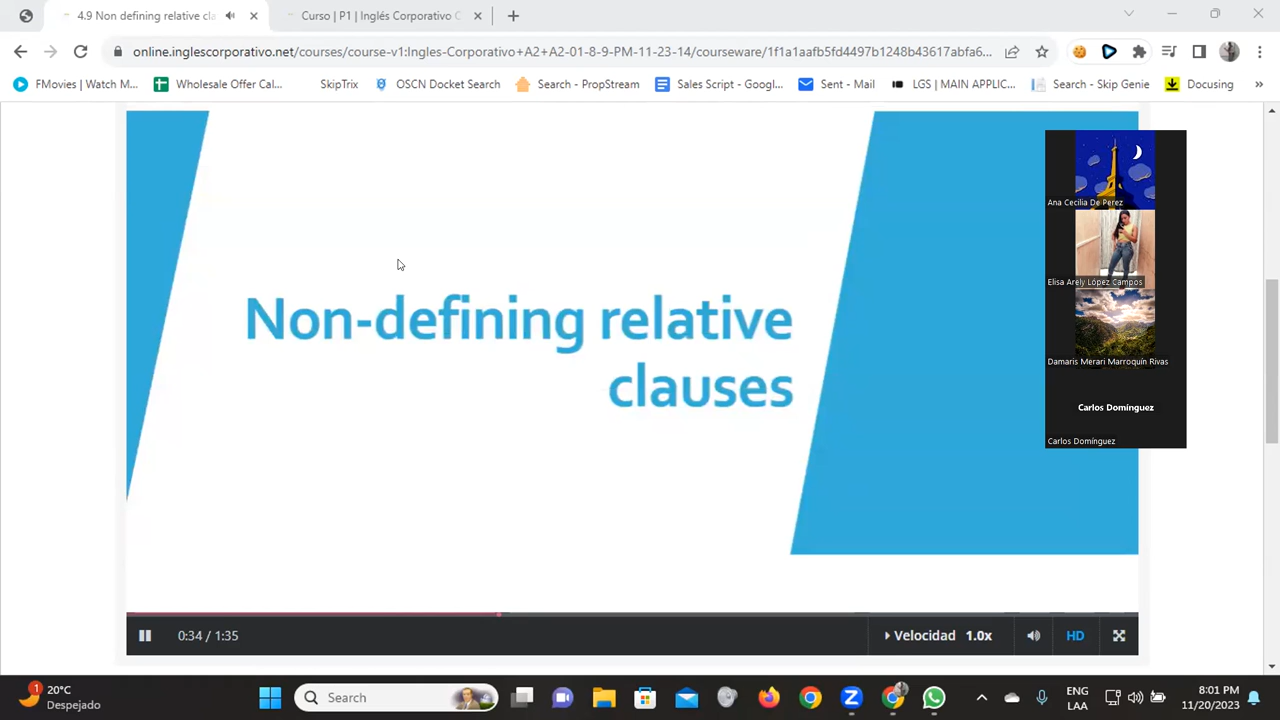 4.9 Non defining relative cla
Curso | P1 | Inglés Corporativo C
online.inglescorporativo.net/courses/course-v1:Ingles-Corporativo+A2+A2-01-8-9-PM-11-23-14/courseware/1f1a1aafb5fd4497b1248b43617abfa6...
FMovies | Watch M...
Wholesale Offer Cal...
SkipTrix
OSCN Docket Search
Search - PropStream
Sales Script - Googl...
Sent - Mail
LGS | MAIN APPLIC...
Search - Skip Genie
Docusing
»
Non-defining relative
clauses
Ana Cecilia De Perez
Elisa Arely López Campos
Damaris Merari Marroquín Rivas
Carlos Domínguez
Carlos Domínguez
0:34 / 1:35
Velocidad 1.0x
HD
1
20°C
Despejado
Search
ENG
LAA
8:01 PM
11/20/2023